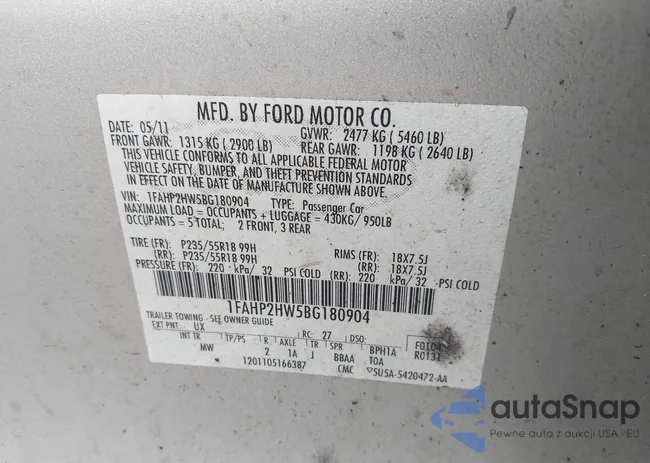 MFD. BY FORD MOTOR CO.
DATE: 05/11 GVWR: 2477 KG ( 5460 LB)
FRONT GAWR: 1315 KG ( 2900 LB) REAR GAWR: 1198 KG ( 2640 LB)
THIS VEHICLE CONFORMS TO ALL APPLICABLE FEDERAL MOTOR
VEHICLE SAFETY, BUMPER, AND THEFT PREVENTION STANDARDS
IN EFFECT ON THE DATE OF MANUFACTURE SHOWN ABOVE.
VIN: 1FAHP2HW5BG180904 TYPE: Passenger Car
MAXIMUM LOAD = OCCUPANTS + LUGGAGE = 430KG/ 950LB
OCCUPANTS = 5 TOTAL; 2 FRONT, 3 REAR
TIRE (FR): P235/55R18 99H RIMS (FR): 18X7.5J
(RR): P235/55R18 99H (RR): 18X7.5J
PRESSURE (FR): 220 kPa/ 32 PSI COLD (RR): 220 kPa/ 32 PSI COLD
1FAHP2HW5BG180904
TRAILER TOWING – SEE OWNER GUIDE
EXT PNT: UX RC: 27 DSO: F0104
INT TR TP/PS R AXLE TR SPR BPH1A R0131
MW 2 1A J BBAA TOA
1201105166387 CMC 5U5A-5420472-AA
autaSnap
Pewne auta z aukcji USA i EU